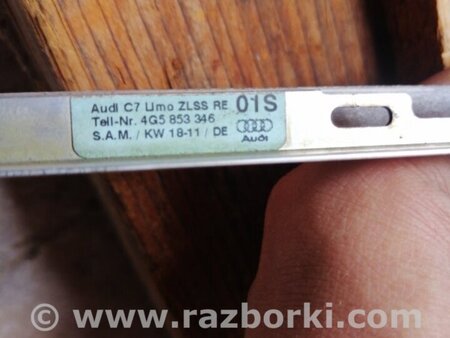 Audi C7 Limo ZLSS RE 01S
Teil-Nr. 4G5 853 346
S.A.M. / KW 18-11 / DE
Audi
© www.razborki.com